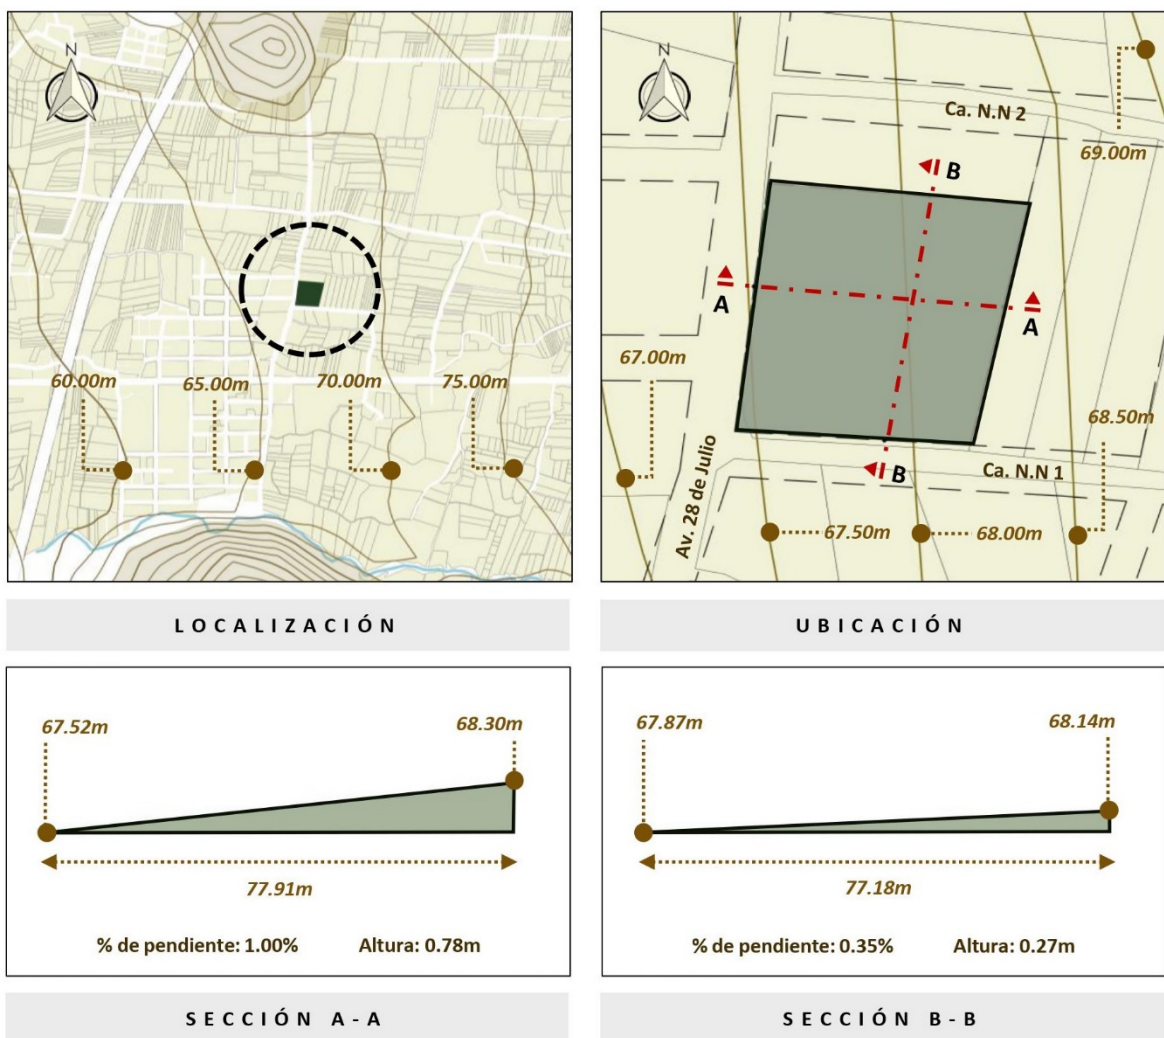 N
60.00m
65.00m
70.00m
75.00m
LOCALIZACIÓN
N
Ca. N.N 2
69.00m
B
A
A
67.00m
68.50m
B
Ca. N.N 1
Av. 28 de Julio
67.50m
68.00m
UBICACIÓN
67.52m
68.30m
77.91m
% de pendiente: 1.00% Altura: 0.78m
SECCIÓN A-A
67.87m
68.14m
77.18m
% de pendiente: 0.35% Altura: 0.27m
SECCIÓN B-B